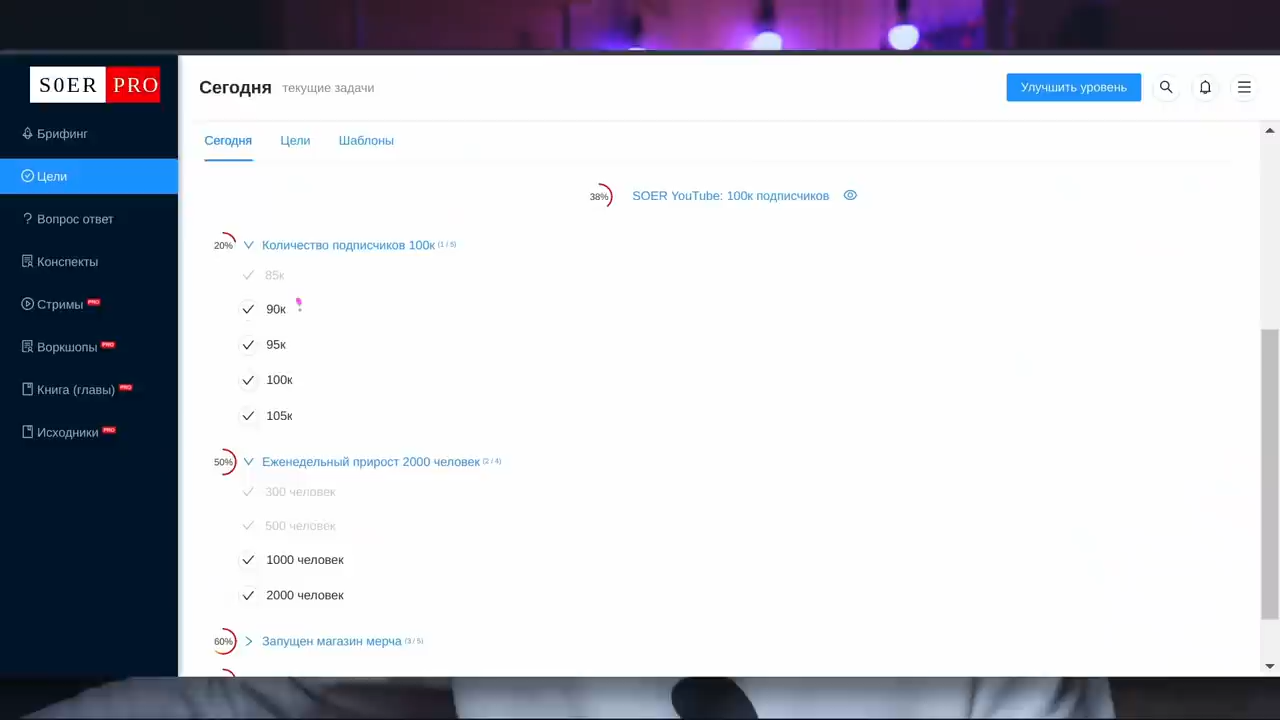 S0ER PRO
Сегодня текущие задачи
Улучшить уровень
Брифинг
Цели
Вопрос ответ
Конспекты
Стримы PRO
Воркшопы PRO
Книга (главы) PRO
Исходники PRO
Сегодня Цели Шаблоны
38% SOER YouTube: 100к подписчиков
20% Количество подписчиков 100к (1 / 5)
85к
90к
95к
100к
105к
50% Еженедельный прирост 2000 человек (2 / 4)
300 человек
500 человек
1000 человек
2000 человек
60% Запущен магазин мерча (3 / 5)